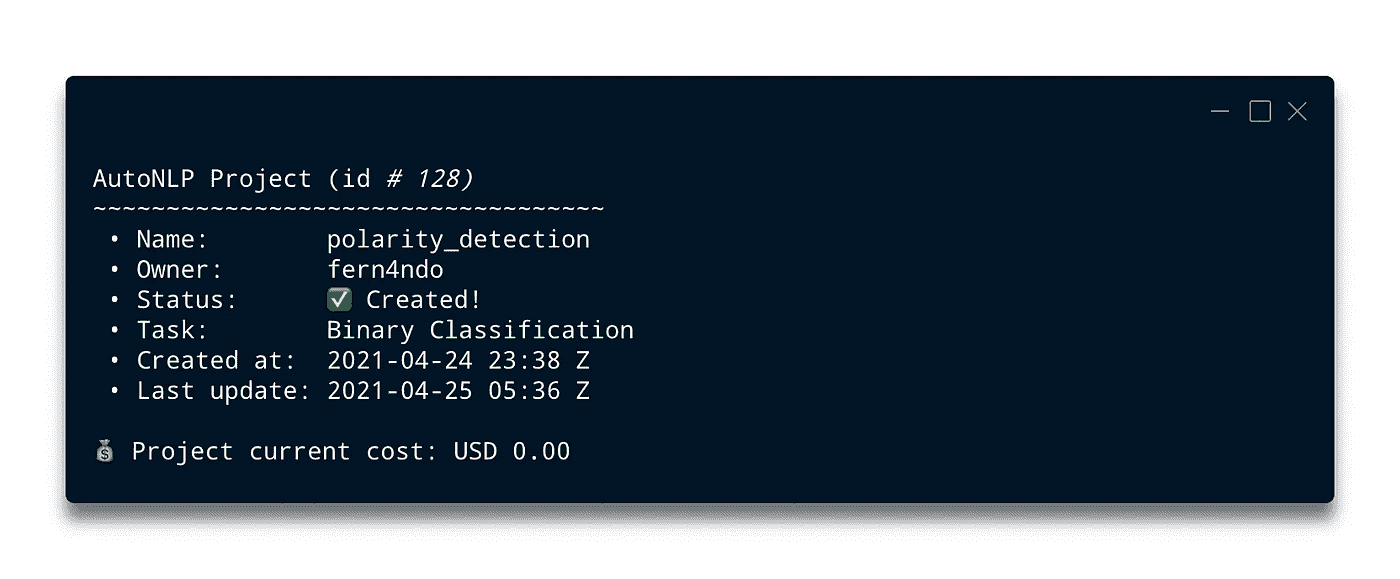 AutoNLP Project (id # 128)
~~~~~~~~~~~~~~~~~~~~~~~~~~~~~~~~~~~
• Name: polarity_detection
• Owner: fern4ndo
• Status: ✅ Created!
• Task: Binary Classification
• Created at: 2021-04-24 23:38 Z
• Last update: 2021-04-25 05:36 Z
💰 Project current cost: USD 0.00